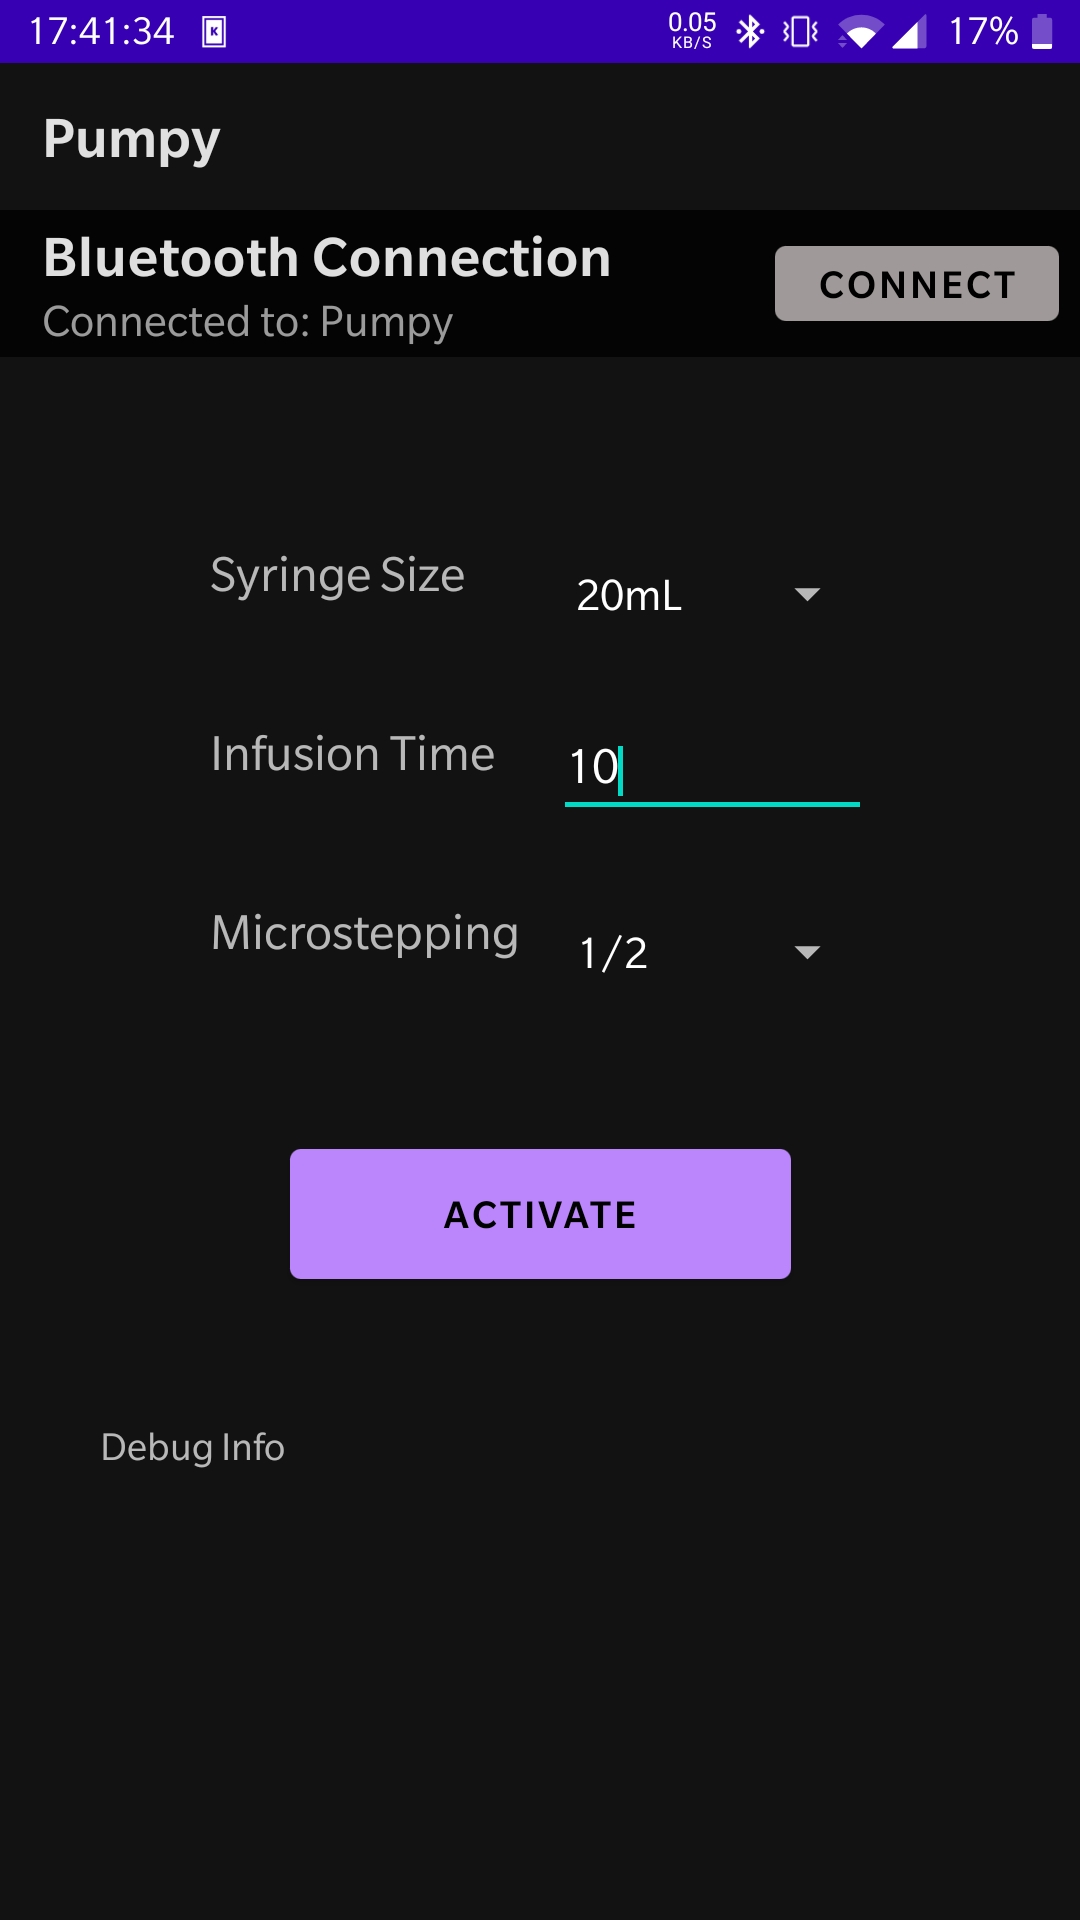 17:41:34 K 0.05 KB/S 17%
Pumpy
Bluetooth Connection
Connected to: Pumpy
CONNECT
Syringe Size 20mL
Infusion Time 10
Microstepping 1/2
ACTIVATE
Debug Info